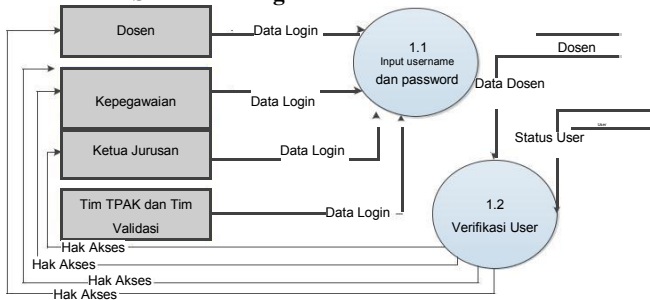 Dosen
Data Login
1.1
Input username
dan password
Dosen
Data Dosen
Kepegawaian
Data Login
Status User
User
Ketua Jurusan
Data Login
Tim TPAK dan Tim
Validasi
Data Login
1.2
Verifikasi User
Hak Akses
Hak Akses
Hak Akses
Hak Akses